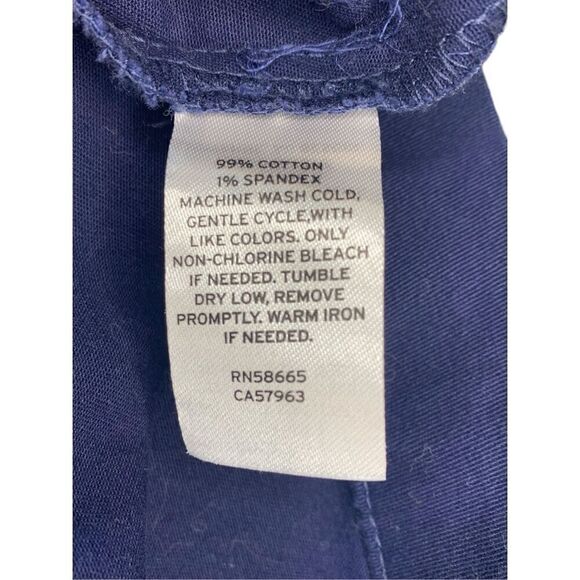 99% COTTON
1% SPANDEX
MACHINE WASH COLD,
GENTLE CYCLE,WITH
LIKE COLORS. ONLY
NON-CHLORINE BLEACH
IF NEEDED. TUMBLE
DRY LOW, REMOVE
PROMPTLY. WARM IRON
IF NEEDED.
RN58665
CA57963